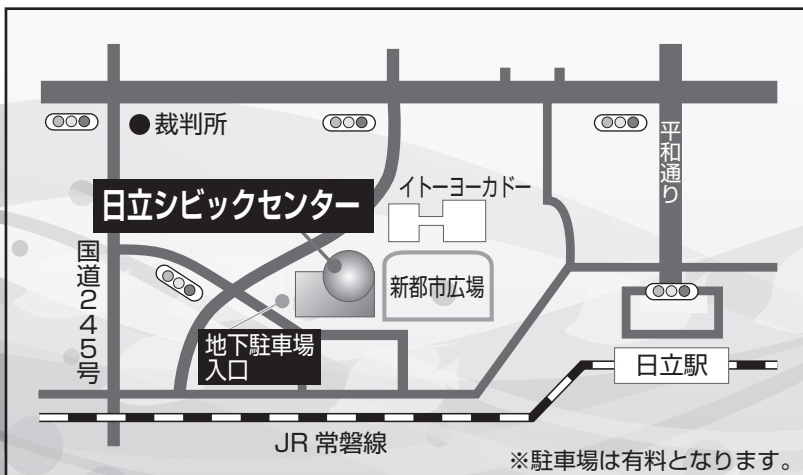 裁判所
平和通り
イトーヨーカドー
日立シビックセンター
国道245号
新都市広場
地下駐車場
入口
日立駅
JR 常磐線
※駐車場は有料となります。